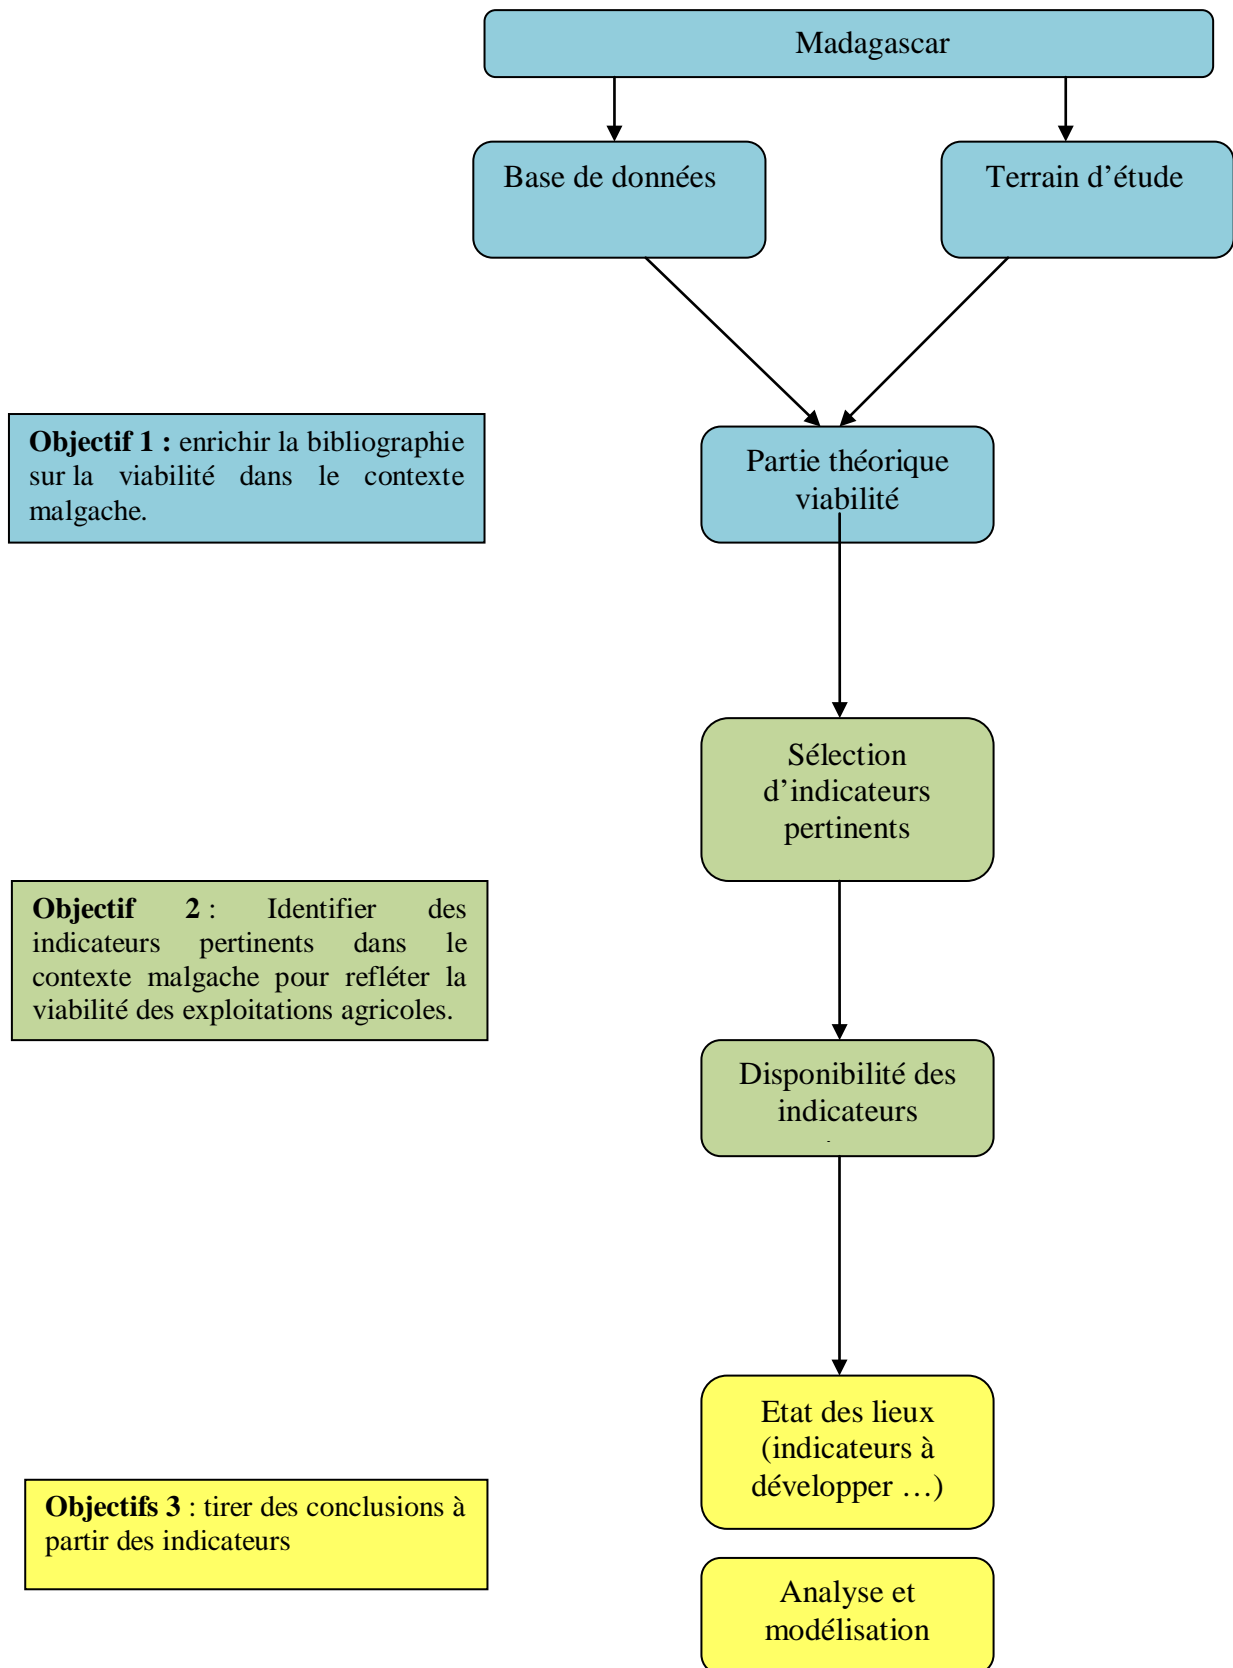 Madagascar
Base de données
Terrain d’étude
Objectif 1 : enrichir la bibliographie
sur la viabilité dans le contexte
malgache.
Partie théorique
viabilité
Sélection
d’indicateurs
pertinents
Objectif 2 : Identifier des
indicateurs pertinents dans le
contexte malgache pour refléter la
viabilité des exploitations agricoles.
Disponibilité des
indicateurs
Etat des lieux
(indicateurs à
développer …)
Objectifs 3 : tirer des conclusions à
partir des indicateurs
Analyse et
modélisation